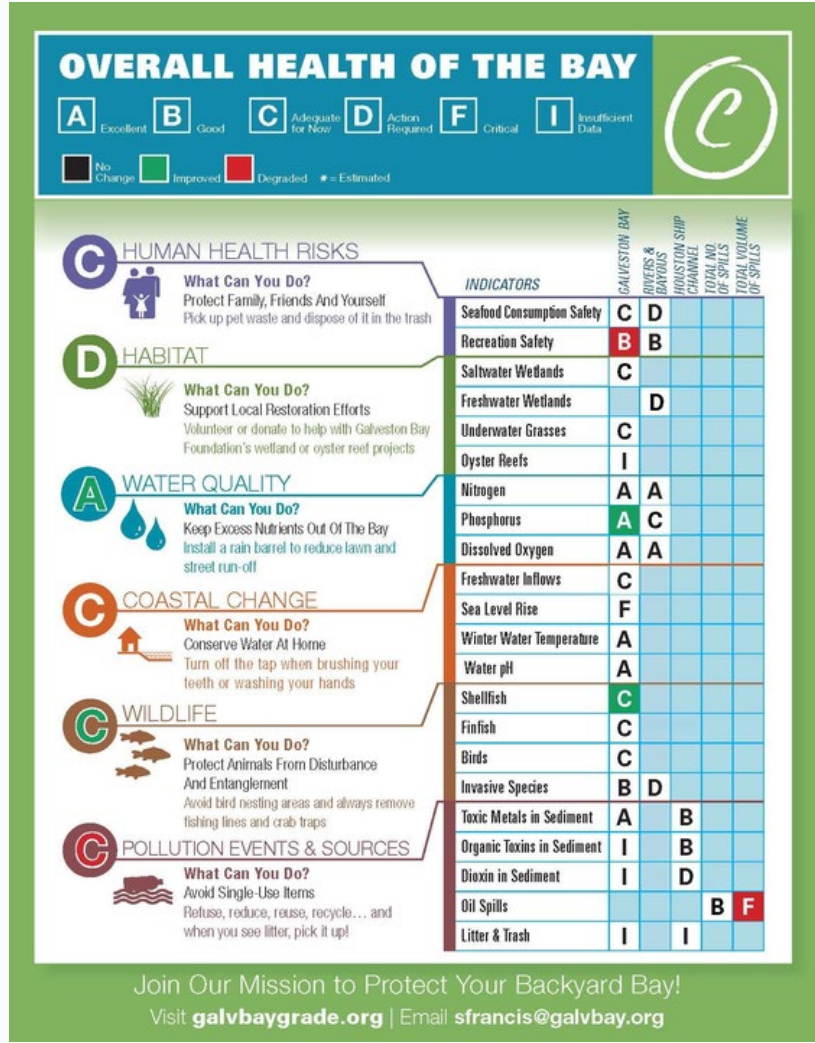 OVERALL HEALTH OF THE BAY
A Excellent B Good C Adequate for Now D Action Required F Critical I Insufficient Data
No Change Improved Degraded # = Estimated
C
C HUMAN HEALTH RISKS
What Can You Do?
Protect Family, Friends And Yourself
Pick up pet waste and dispose of it in the trash
D HABITAT
What Can You Do?
Support Local Restoration Efforts
Volunteer or donate to help with Galveston Bay
Foundation's wetland or oyster reef projects
A WATER QUALITY
What Can You Do?
Keep Excess Nutrients Out Of The Bay
Install a rain barrel to reduce lawn and
street run-off
C COASTAL CHANGE
What Can You Do?
Conserve Water At Home
Turn off the tap when brushing your
teeth or washing your hands
C WILDLIFE
What Can You Do?
Protect Animals From Disturbance
And Entanglement
Avoid bird nesting areas and always remove
fishing lines and crab traps
C POLLUTION EVENTS & SOURCES
What Can You Do?
Avoid Single-Use Items
Refuse, reduce, reuse, recycle... and
when you see litter, pick it up!
INDICATORS
GALVESTON BAY
RIVERS & BAYOUS
HOUSTON SHIP CHANNEL
TOTAL NO. OF SPILLS
TOTAL VOLUME OF SPILLS
Seafood Consumption Safety C D
Recreation Safety B B
Saltwater Wetlands C
Freshwater Wetlands D
Underwater Grasses C
Oyster Reefs I
Nitrogen A A
Phosphorus A C
Dissolved Oxygen A A
Freshwater Inflows C
Sea Level Rise F
Winter Water Temperature A
Water pH A
Shellfish C
Finfish C
Birds C
Invasive Species B D
Toxic Metals in Sediment A B
Organic Toxins in Sediment I B
Dioxin in Sediment I D
Oil Spills B F
Litter & Trash I I
Join Our Mission to Protect Your Backyard Bay!
Visit galvbaygrade.org | Email sfrancis@galvbay.org